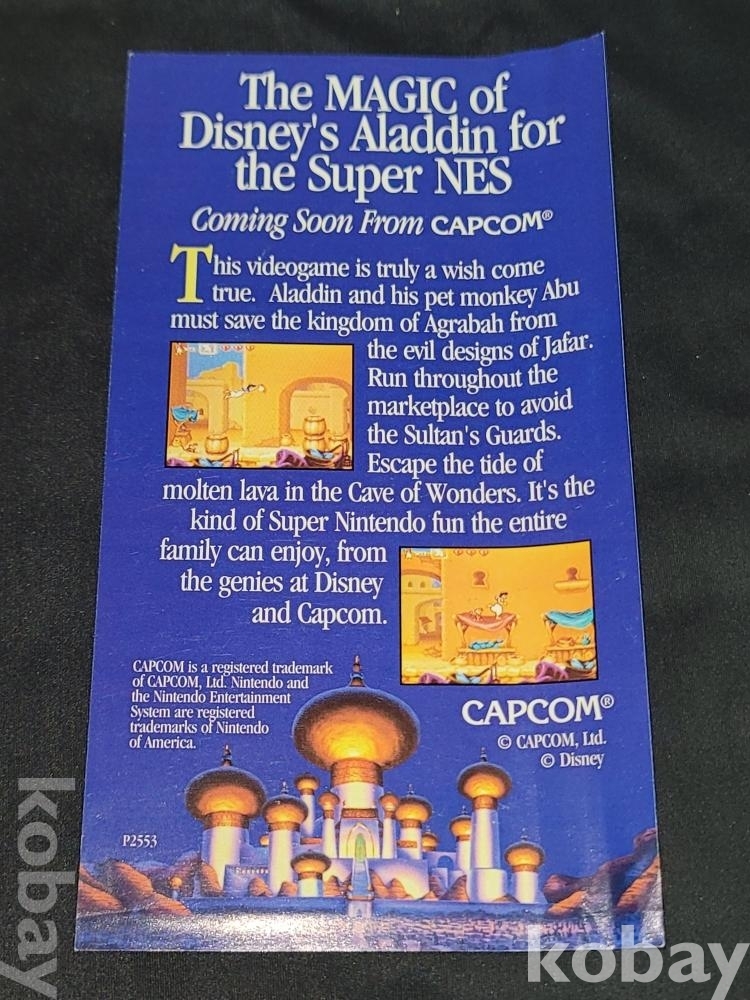 The MAGIC of
Disney's Aladdin for
the Super NES
Coming Soon From CAPCOM®
This videogame is truly a wish come
true. Aladdin and his pet monkey Abu
must save the kingdom of Agrabah from
the evil designs of Jafar.
Run throughout the
marketplace to avoid
the Sultan's Guards.
Escape the tide of
molten lava in the Cave of Wonders. It's the
kind of Super Nintendo fun the entire
family can enjoy, from
the genies at Disney
and Capcom.
CAPCOM is a registered trademark
of CAPCOM, Ltd. Nintendo and
the Nintendo Entertainment
System are registered
trademarks of Nintendo
of America.
CAPCOM®
© CAPCOM, Ltd.
© Disney
P2553
kobay
kobay